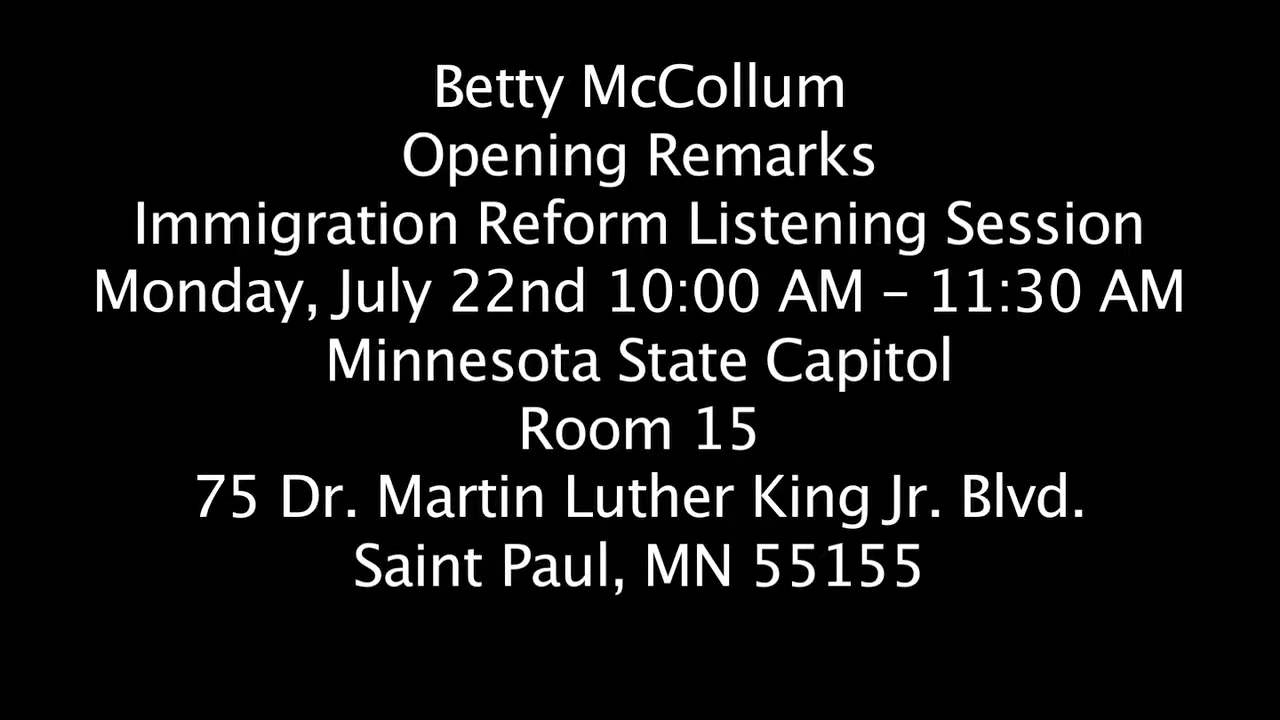 Betty McCollum
Opening Remarks
Immigration Reform Listening Session
Monday, July 22nd 10:00 AM – 11:30 AM
Minnesota State Capitol
Room 15
75 Dr. Martin Luther King Jr. Blvd.
Saint Paul, MN 55155